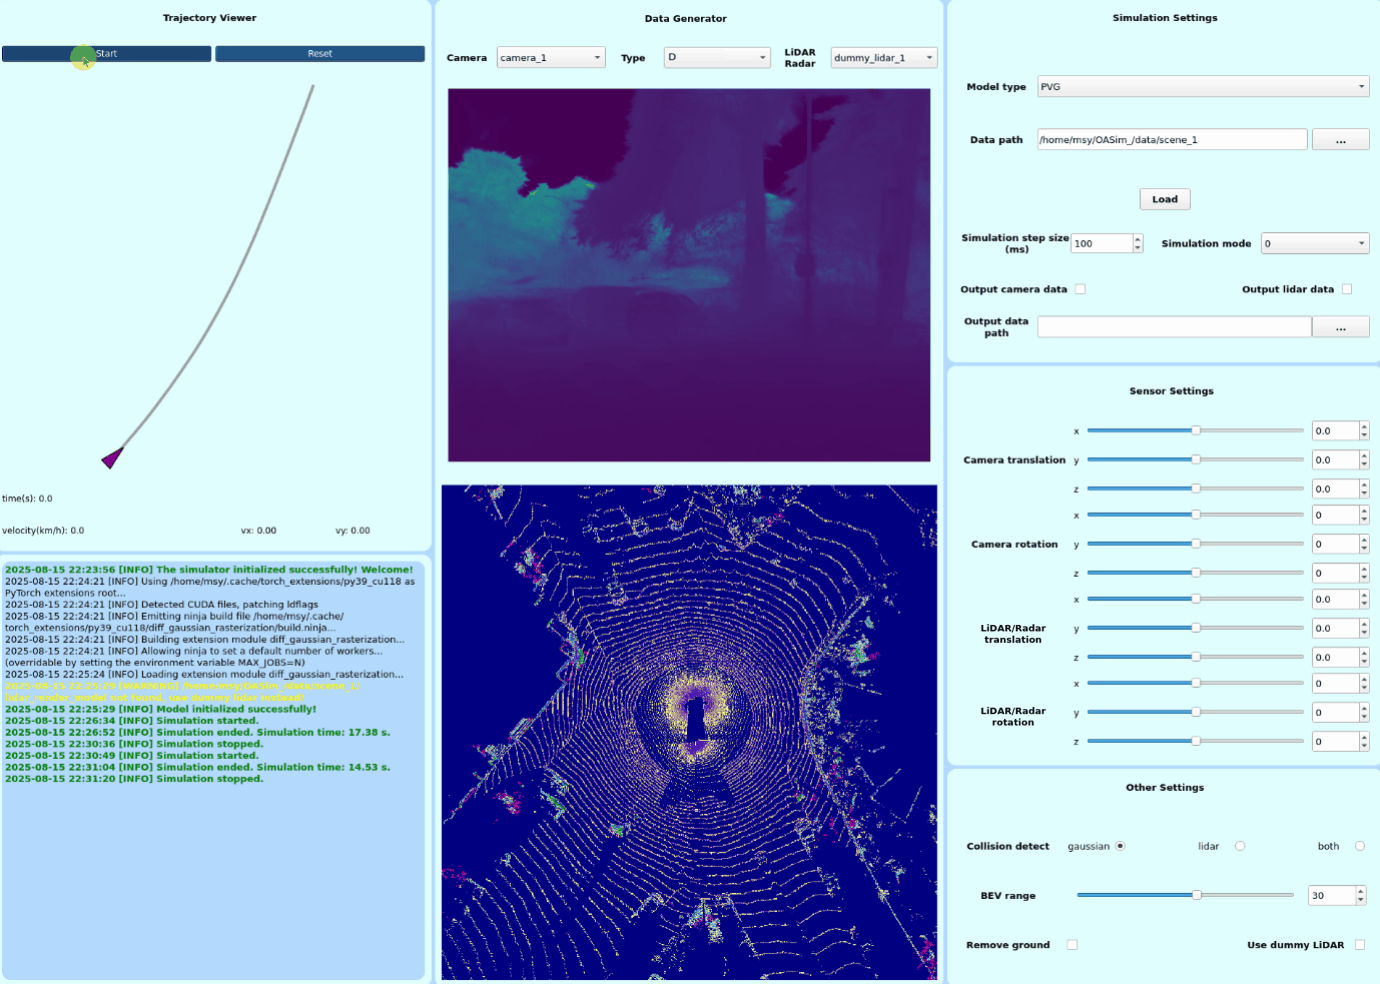 Trajectory Viewer
Start
Reset
time(s): 0.0
velocity(km/h): 0.0
vx: 0.00
vy: 0.00
2025-08-15 22:23:56 [INFO] The simulator initialized successfully! Welcome!
2025-08-15 22:24:21 [INFO] Using /home/msy/.cache/torch_extensions/py39_cu118 as
PyTorch extensions root...
2025-08-15 22:24:21 [INFO] Detected CUDA files, patching ldflags
2025-08-15 22:24:21 [INFO] Emitting ninja build file /home/msy/.cache/
torch_extensions/py39_cu118/diff_gaussian_rasterization/build.ninja...
2025-08-15 22:24:21 [INFO] Building extension module diff_gaussian_rasterization...
2025-08-15 22:24:21 [INFO] Allowing ninja to set a default number of workers...
(overridable by setting the environment variable MAX_JOBS=N)
2025-08-15 22:25:24 [INFO] Loading extension module diff_gaussian_rasterization...
2025-08-15 22:25:29 [WARNING] /home/msy/OASim_/data/scene_1/
not found, use dummy lidar instead!
2025-08-15 22:25:29 [INFO] Model initialized successfully!
2025-08-15 22:26:34 [INFO] Simulation started.
2025-08-15 22:26:52 [INFO] Simulation ended. Simulation time: 17.38 s.
2025-08-15 22:30:36 [INFO] Simulation stopped.
2025-08-15 22:30:49 [INFO] Simulation started.
2025-08-15 22:31:04 [INFO] Simulation ended. Simulation time: 14.53 s.
2025-08-15 22:31:20 [INFO] Simulation stopped.
Data Generator
Camera
camera_1
Type
D
LiDAR
Radar
dummy_lidar_1
Simulation Settings
Model type
PVG
Data path
/home/msy/OASim_/data/scene_1
...
Load
Simulation step size
(ms)
100
Simulation mode
0
Output camera data
Output lidar data
Output data
path
...
Sensor Settings
Camera translation
x
0.0
y
0.0
z
0.0
Camera rotation
x
0
y
0
z
0
LiDAR/Radar
translation
x
0.0
y
0.0
z
0.0
LiDAR/Radar
rotation
x
0
y
0
z
0
Other Settings
Collision detect
gaussian
lidar
both
BEV range
30
Remove ground
Use dummy LiDAR